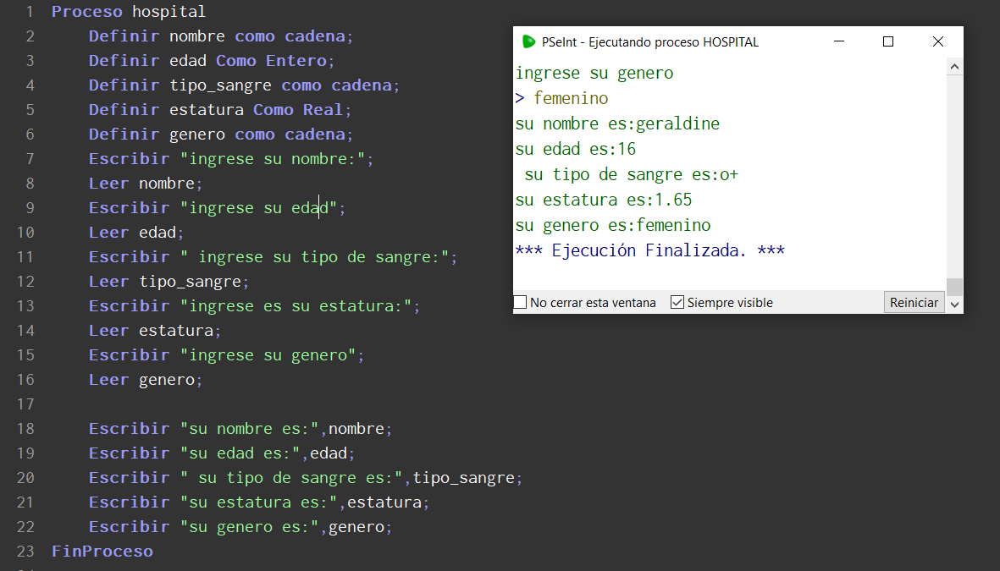 1 Proceso hospital
2 Definir nombre como cadena;
3 Definir edad Como Entero;
4 Definir tipo_sangre como cadena;
5 Definir estatura Como Real;
6 Definir genero como cadena;
7 Escribir "ingrese su nombre:";
8 Leer nombre;
9 Escribir "ingrese su edad";
10 Leer edad;
11 Escribir " ingrese su tipo de sangre:";
12 Leer tipo_sangre;
13 Escribir "ingrese es su estatura:";
14 Leer estatura;
15 Escribir "ingrese su genero";
16 Leer genero;
17
18 Escribir "su nombre es:",nombre;
19 Escribir "su edad es:",edad;
20 Escribir " su tipo de sangre es:",tipo_sangre;
21 Escribir "su estatura es:",estatura;
22 Escribir "su genero es:",genero;
23 FinProceso
PSeInt - Ejecutando proceso HOSPITAL
ingrese su genero
> femenino
su nombre es:geraldine
su edad es:16
 su tipo de sangre es:o+
su estatura es:1.65
su genero es:femenino
*** Ejecución Finalizada. ***
No cerrar esta ventana Siempre visible Reiniciar